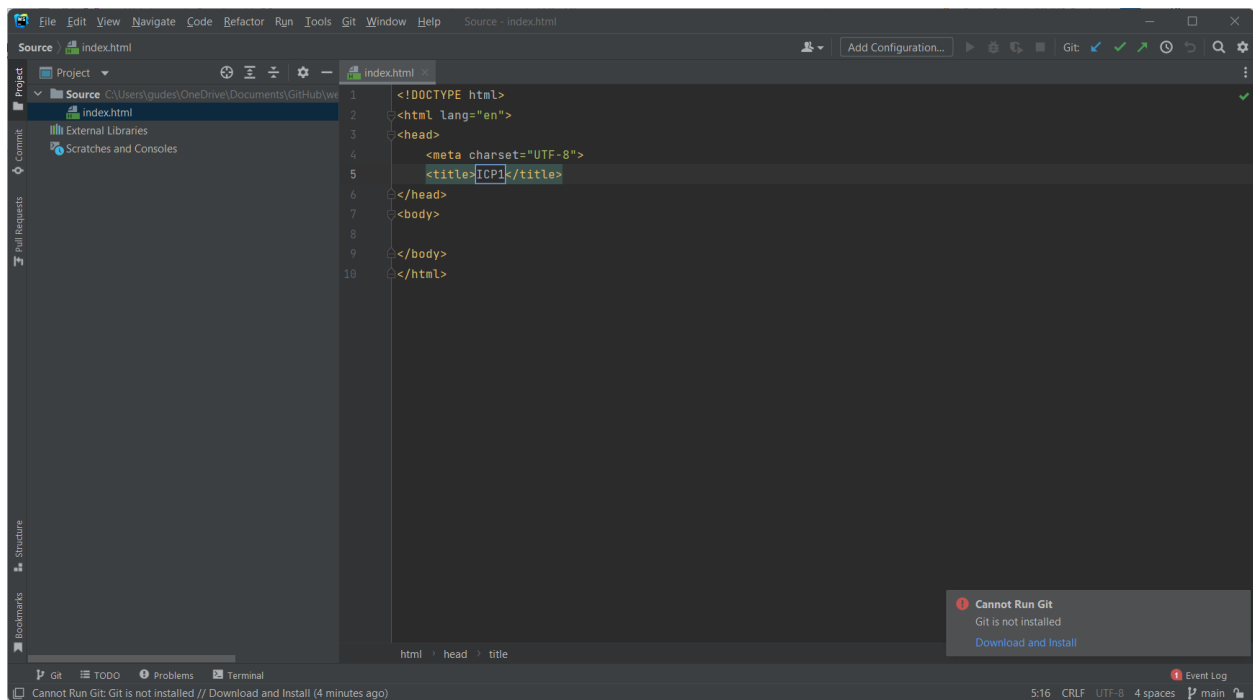 File Edit View Navigate Code Refactor Run Tools Git Window Help Source - index.html
Source index.html Add Configuration... Git:
Project index.html
Source C:\Users\gudes\OneDrive\Documents\GitHub\we
index.html
External Libraries
Scratches and Consoles
Project
Commit
Pull Requests
Structure
Bookmarks
1 <!DOCTYPE html>
2 <html lang="en">
3 <head>
4 <meta charset="UTF-8">
5 <title>ICP1</title>
6 </head>
7 <body>
8
9 </body>
10 </html>
Cannot Run Git
Git is not installed
Download and Install
html head title
Git TODO Problems Terminal 1 Event Log
Cannot Run Git: Git is not installed // Download and Install (4 minutes ago) 5:16 CRLF UTF-8 4 spaces main